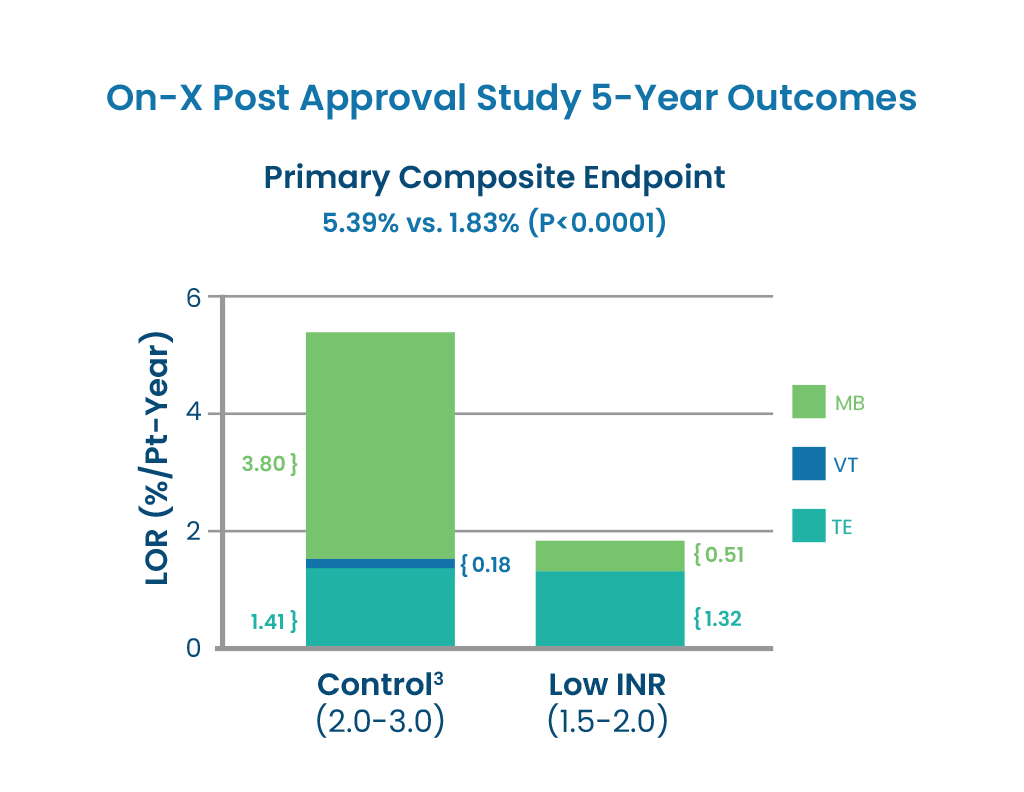 On-X Post Approval Study 5-Year Outcomes
Primary Composite Endpoint
5.39% vs. 1.83% (P<0.0001)
LOR (%/Pt-Year)
6
4
2
0
3.80 }
{ 0.18
1.41 }
{ 0.51
{ 1.32
MB
VT
TE
Control³
(2.0-3.0)
Low INR
(1.5-2.0)